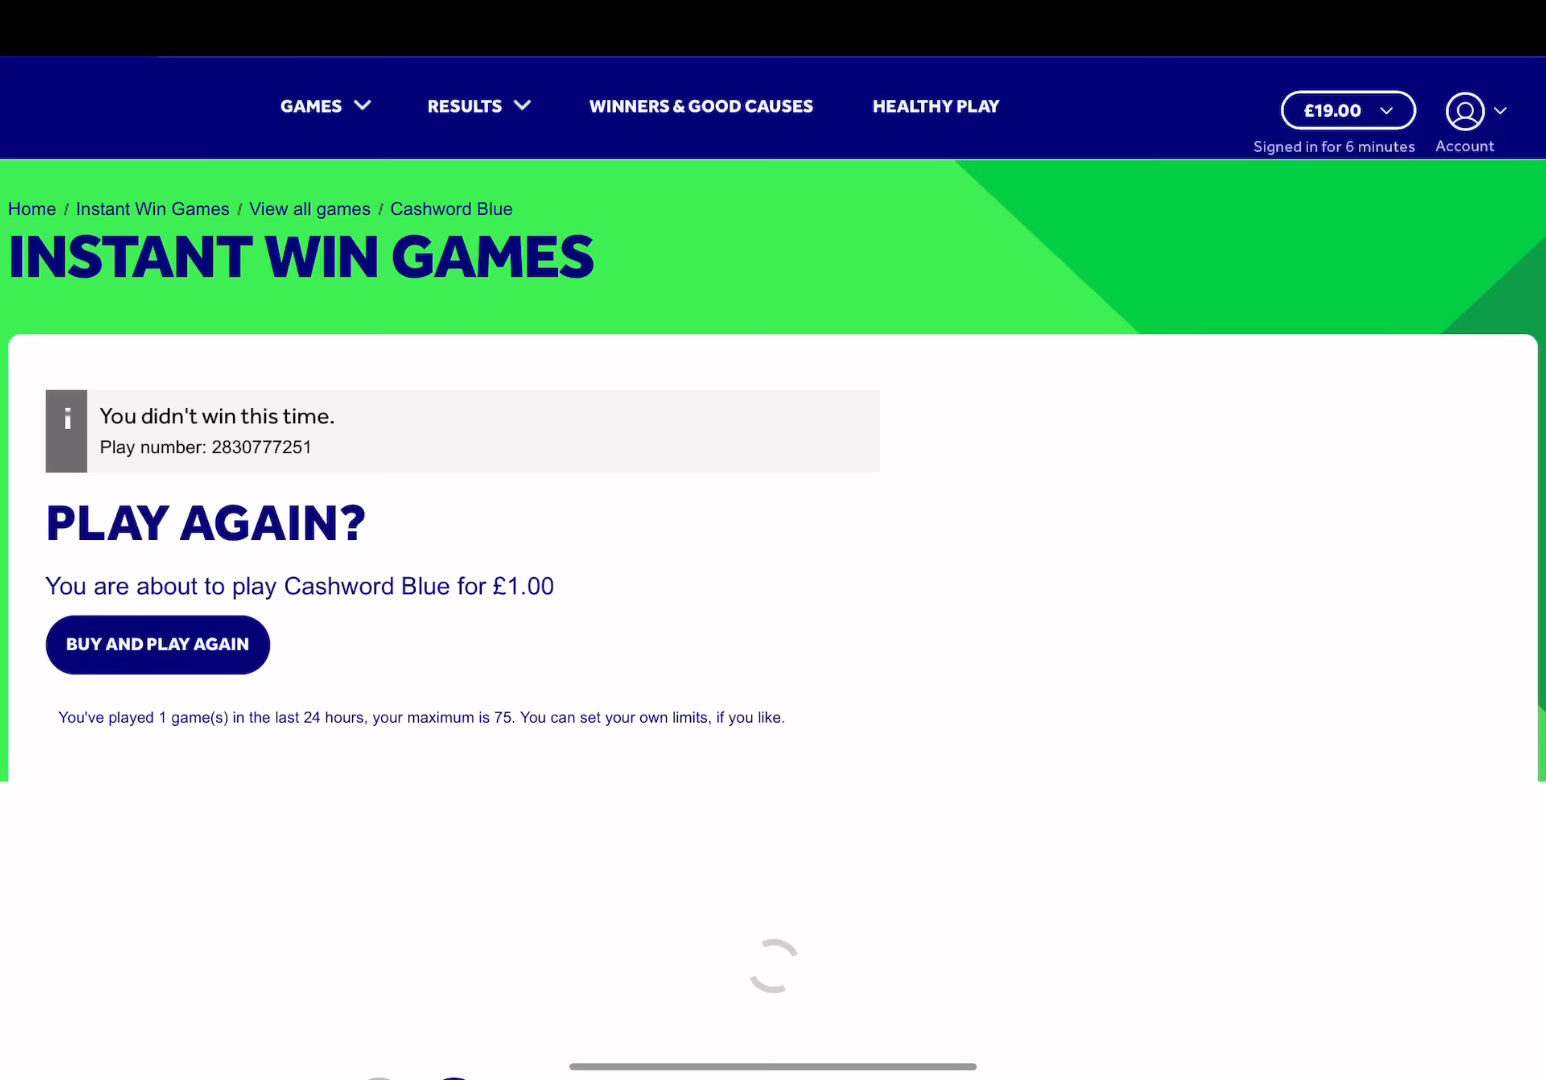 GAMES RESULTS WINNERS & GOOD CAUSES HEALTHY PLAY £19.00
Signed in for 6 minutes Account
Home / Instant Win Games / View all games / Cashword Blue
INSTANT WIN GAMES
i You didn't win this time.
Play number: 2830777251
PLAY AGAIN?
You are about to play Cashword Blue for £1.00
BUY AND PLAY AGAIN
You've played 1 game(s) in the last 24 hours, your maximum is 75. You can set your own limits, if you like.